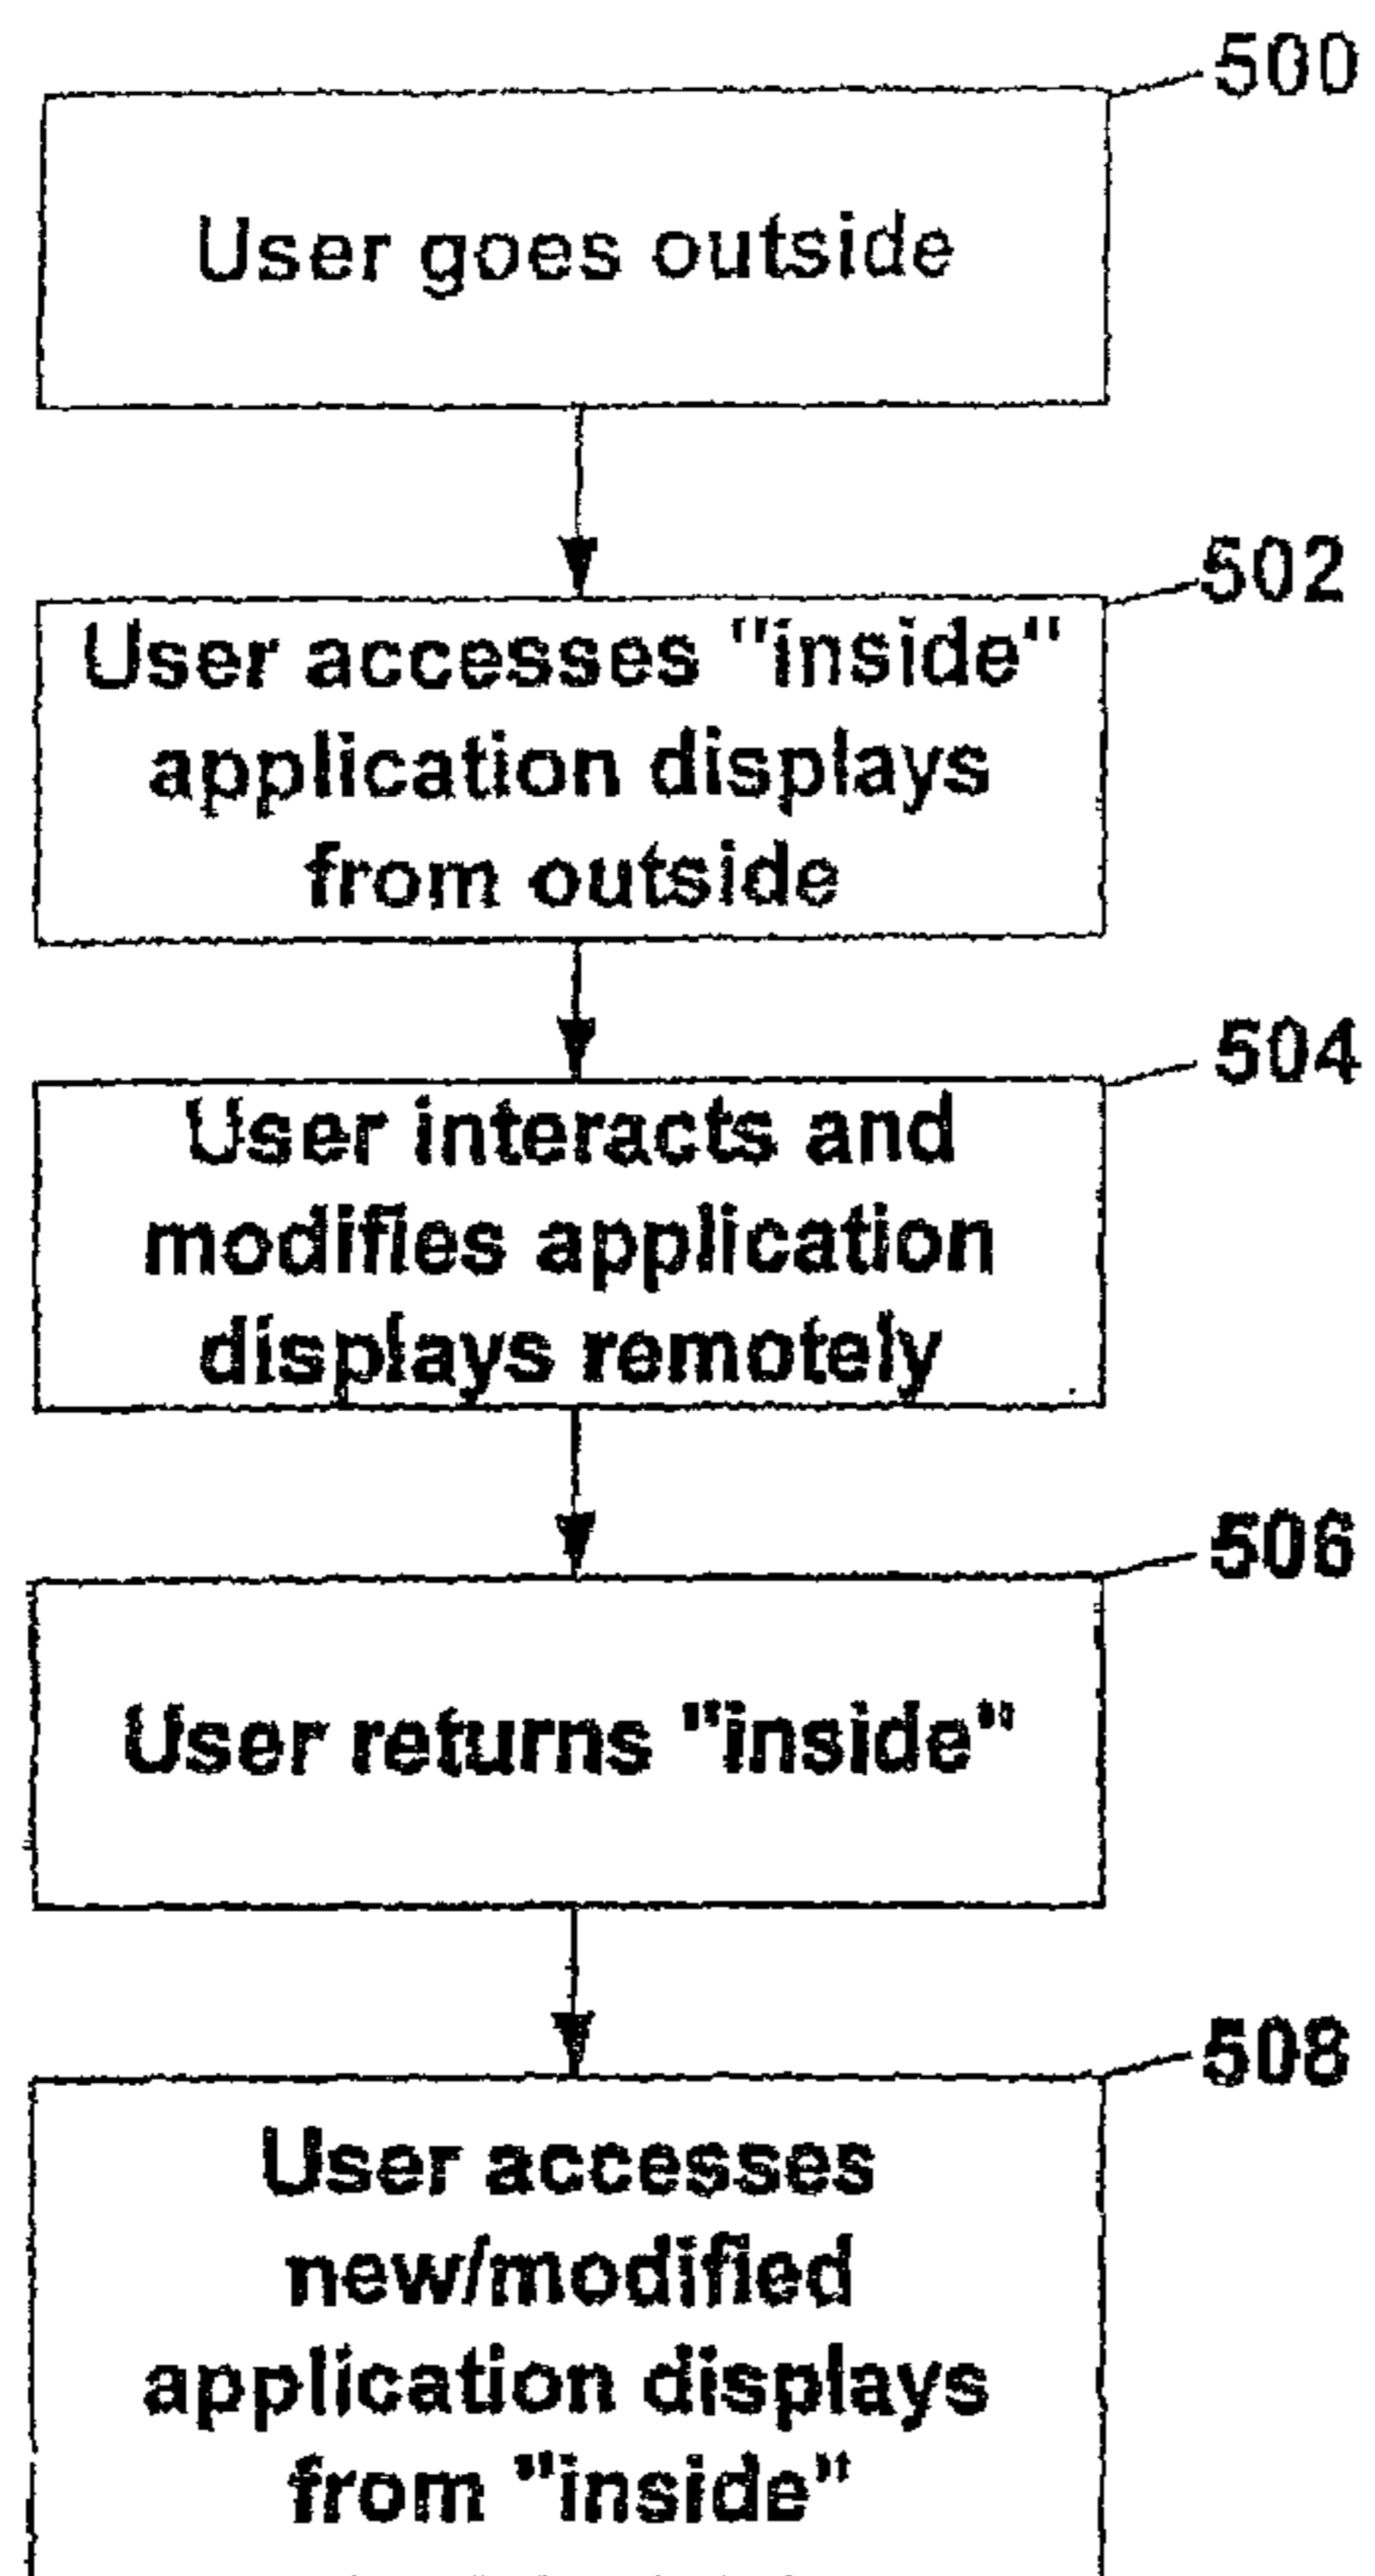 500
User goes outside
502
User accesses "inside"
application displays
from outside
504
User interacts and
modifies application
displays remotely
506
User returns "inside"
508
User accesses
new/modified
application displays
from "inside"